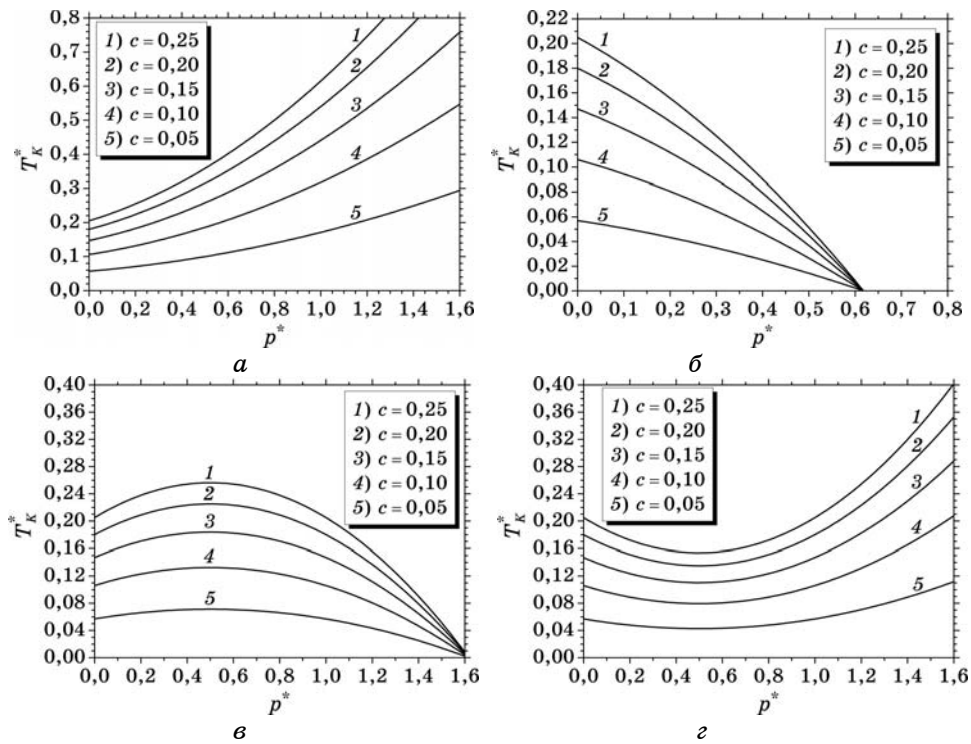 0,8
0,7
0,6
0,5
0,4
0,3
0,2
0,1
0,0
T*K
1) c = 0,25
2) c = 0,20
3) c = 0,15
4) c = 0,10
5) c = 0,05
1
2
3
4
5
0,0 0,2 0,4 0,6 0,8 1,0 1,2 1,4 1,6
p*
а
0,22
0,20
0,18
0,16
0,14
0,12
0,10
0,08
0,06
0,04
0,02
0,00
T*K
1
2
3
4
5
1) c = 0,25
2) c = 0,20
3) c = 0,15
4) c = 0,10
5) c = 0,05
0,0 0,1 0,2 0,3 0,4 0,5 0,6 0,7 0,8
p*
б
0,40
0,36
0,32
0,28
0,24
0,20
0,16
0,12
0,08
0,04
0,00
T*K
1
2
3
4
5
1) c = 0,25
2) c = 0,20
3) c = 0,15
4) c = 0,10
5) c = 0,05
0,0 0,2 0,4 0,6 0,8 1,0 1,2 1,4 1,6
p*
в
0,40
0,36
0,32
0,28
0,24
0,20
0,16
0,12
0,08
0,04
0,00
T*K
1) c = 0,25
2) c = 0,20
3) c = 0,15
4) c = 0,10
5) c = 0,05
1
2
3
4
5
0,0 0,2 0,4 0,6 0,8 1,0 1,2 1,4 1,6
p*
г